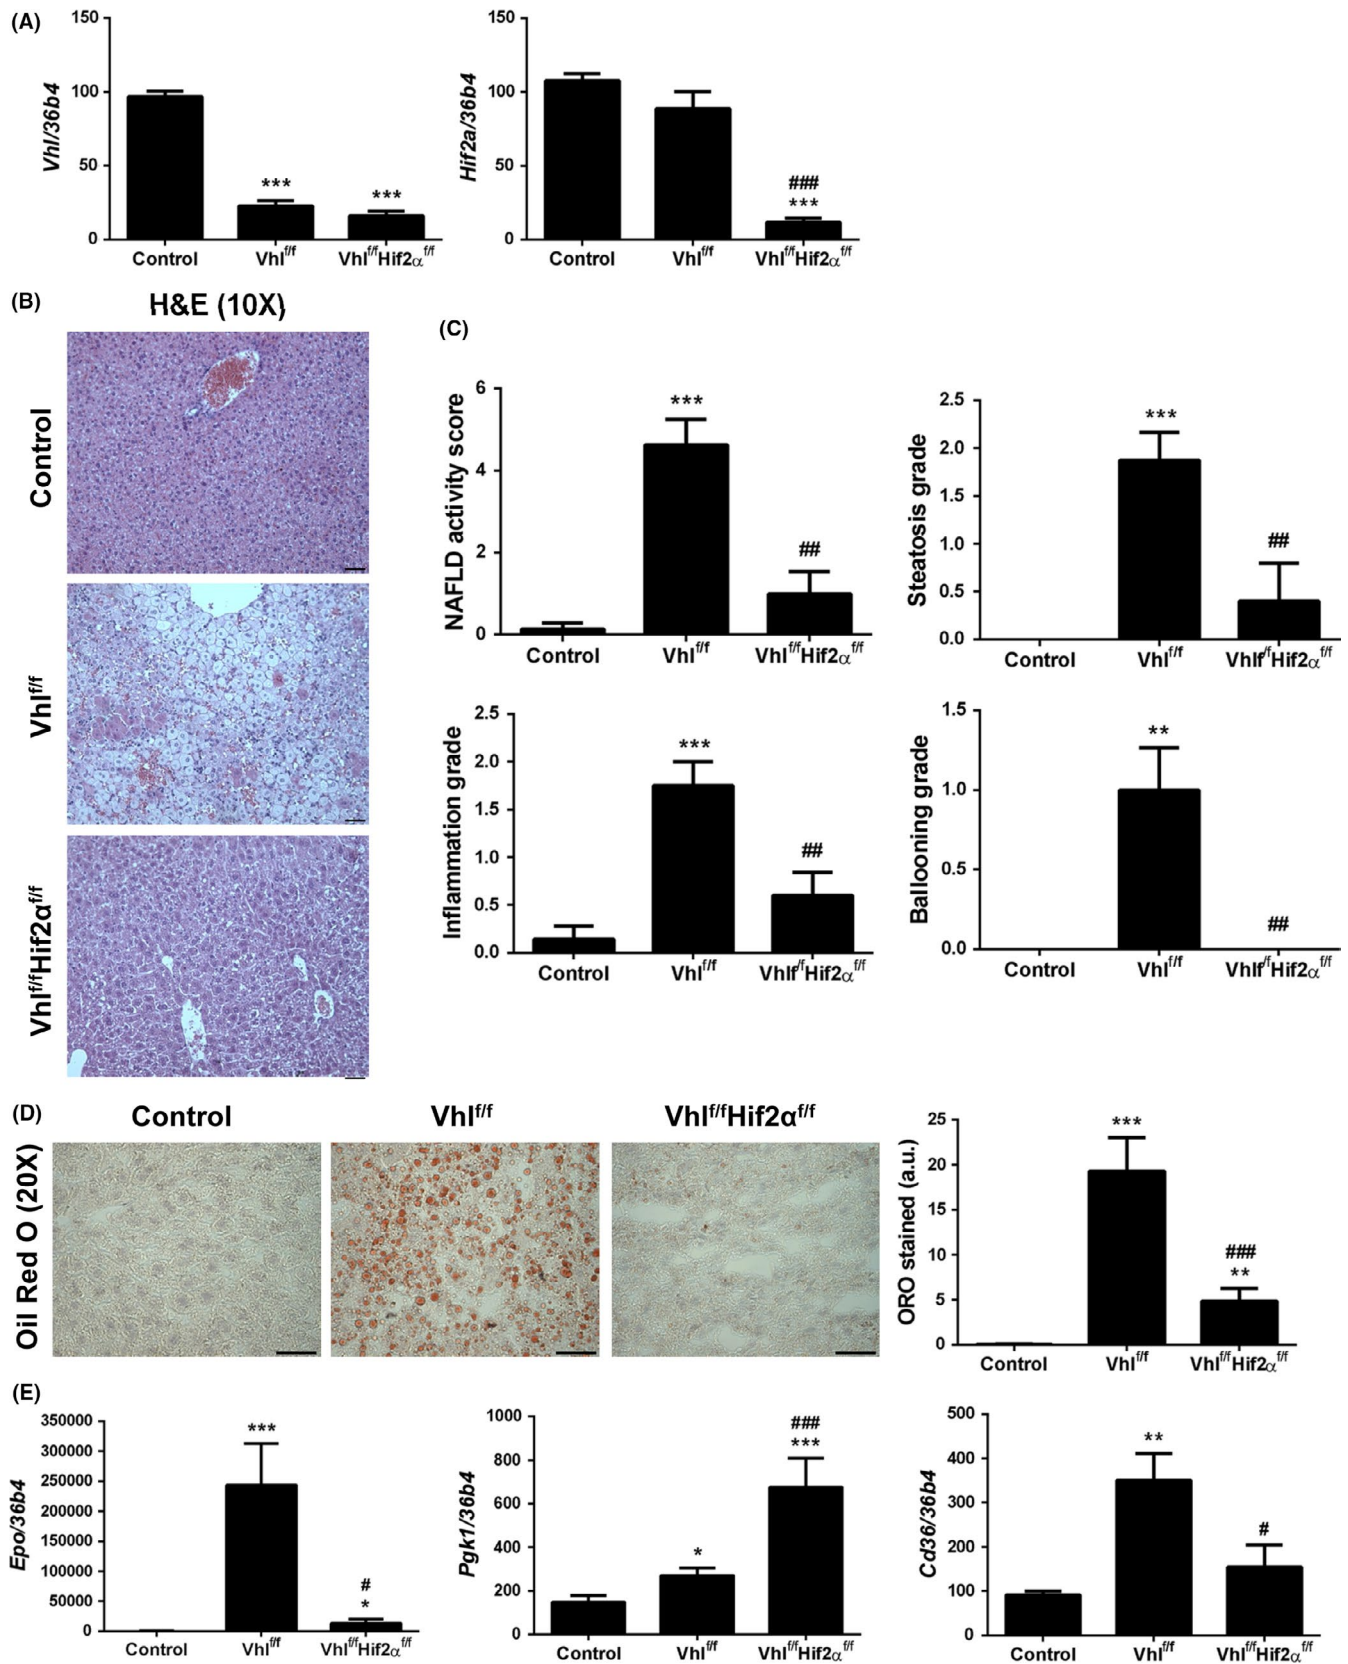 (A)
150
100
50
0
Vhl/36b4
***
***
Control
Vhlf/f
Vhlf/fHif2αf/f
150
100
50
0
Hif2a/36b4
###
***
Control
Vhlf/f
Vhlf/fHif2αf/f
(B)
H&E (10X)
Control
Vhlf/f
Vhlf/fHif2αf/f
(C)
6
4
2
0
NAFLD activity score
***
##
Control
Vhlf/f
Vhlf/fHif2αf/f
2.5
2.0
1.5
1.0
0.5
0.0
Steatosis grade
***
##
Control
Vhlf/f
Vhlf/fHif2αf/f
2.5
2.0
1.5
1.0
0.5
0.0
Inflammation grade
***
##
Control
Vhlf/f
Vhlf/fHif2αf/f
1.5
1.0
0.5
0.0
Ballooning grade
**
##
Control
Vhlf/f
Vhlf/fHif2αf/f
(D)
Control
Vhlf/f
Vhlf/fHif2αf/f
Oil Red O (20X)
25
20
15
10
5
0
ORO stained (a.u.)
***
###
**
Control
Vhlf/f
Vhlf/fHif2αf/f
(E)
350000
300000
250000
200000
150000
100000
50000
0
Epo/36b4
***
#
*
Control
Vhlf/f
Vhlf/fHif2αf/f
1000
800
600
400
200
0
Pgk1/36b4
*
###
***
Control
Vhlf/f
Vhlf/fHif2αf/f
500
400
300
200
100
0
Cd36/36b4
**
#
Control
Vhlf/f
Vhlf/fHif2αf/f